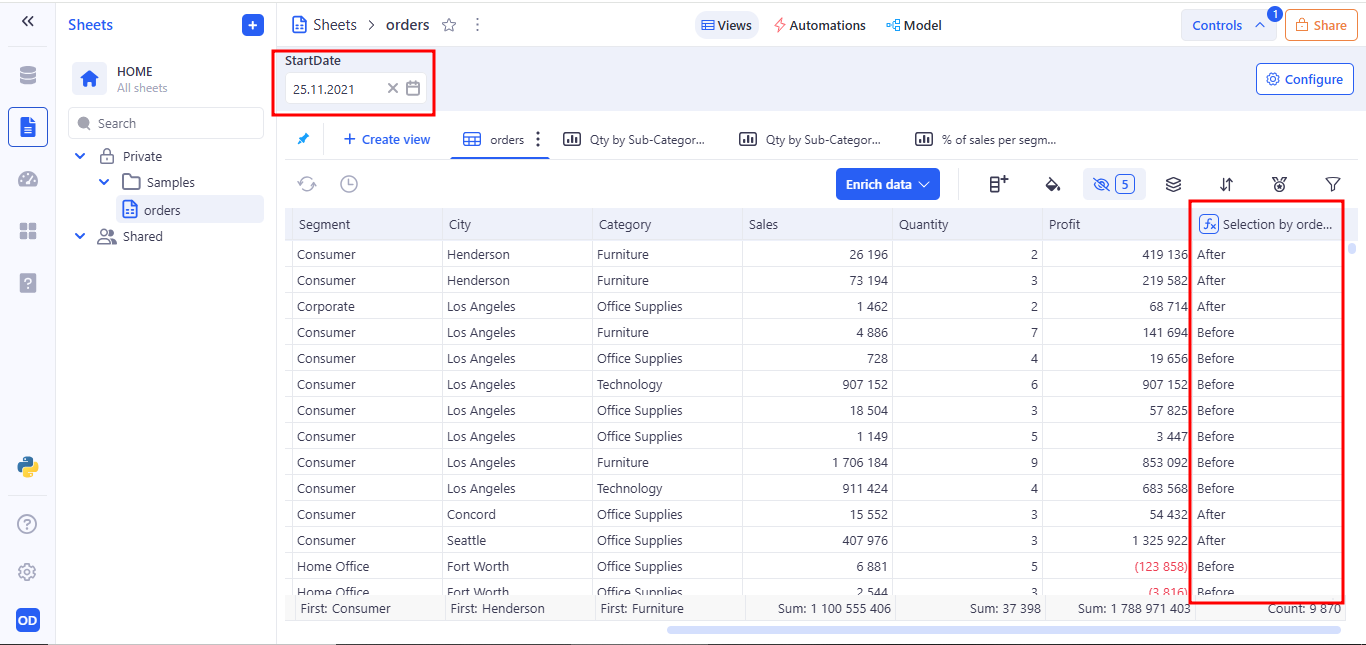 Sheets
Sheets > orders
Views
Automations
Model
Controls
1
Share
HOME
All sheets
Search
Private
Samples
orders
Shared
?
OD
StartDate
25.11.2021
Configure
+ Create view
orders
Qty by Sub-Categor...
Qty by Sub-Categor...
% of sales per segm...
Enrich data
5
Segment City Category Sales Quantity Profit fx Selection by orde...
Consumer Henderson Furniture 26 196 2 419 136 After
Consumer Henderson Furniture 73 194 3 219 582 After
Corporate Los Angeles Office Supplies 1 462 2 68 714 After
Consumer Los Angeles Furniture 4 886 7 141 694 Before
Consumer Los Angeles Office Supplies 728 4 19 656 Before
Consumer Los Angeles Technology 907 152 6 907 152 Before
Consumer Los Angeles Office Supplies 18 504 3 57 825 Before
Consumer Los Angeles Office Supplies 1 149 5 3 447 Before
Consumer Los Angeles Furniture 1 706 184 9 853 092 Before
Consumer Los Angeles Technology 911 424 4 683 568 Before
Consumer Concord Office Supplies 15 552 3 54 432 After
Consumer Seattle Office Supplies 407 976 3 1 325 922 After
Home Office Fort Worth Office Supplies 6 881 5 (123 858) Before
Home Office Fort Worth Office Supplies 2 544 3 (3 816) Before
First: Consumer First: Henderson First: Furniture Sum: 1 100 555 406 Sum: 37 398 Sum: 1 788 971 403 Count: 9 870